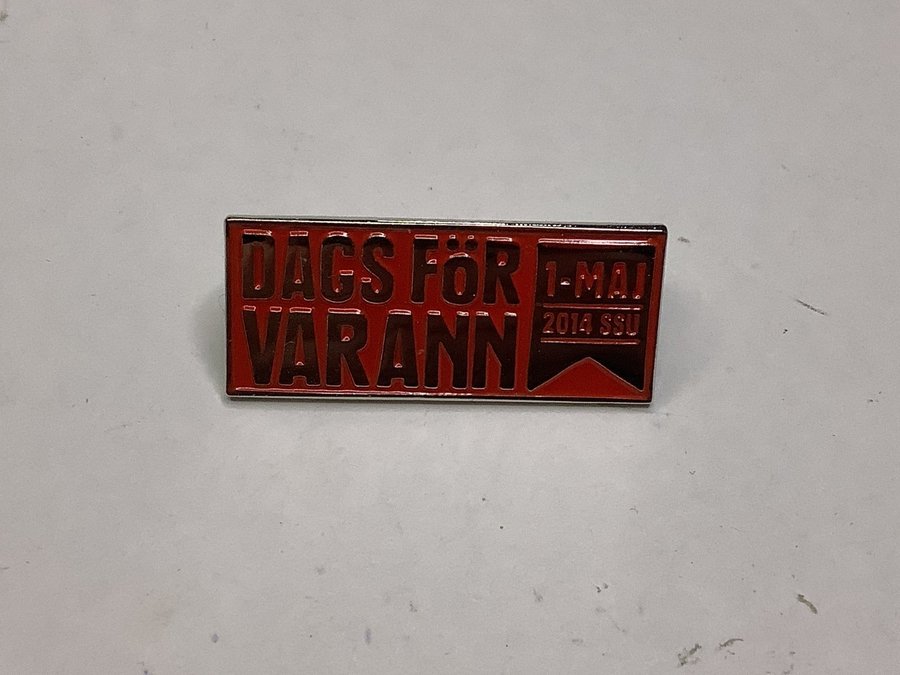 DAGS FÖR
VARANN
1-MAJ
2014 SSU